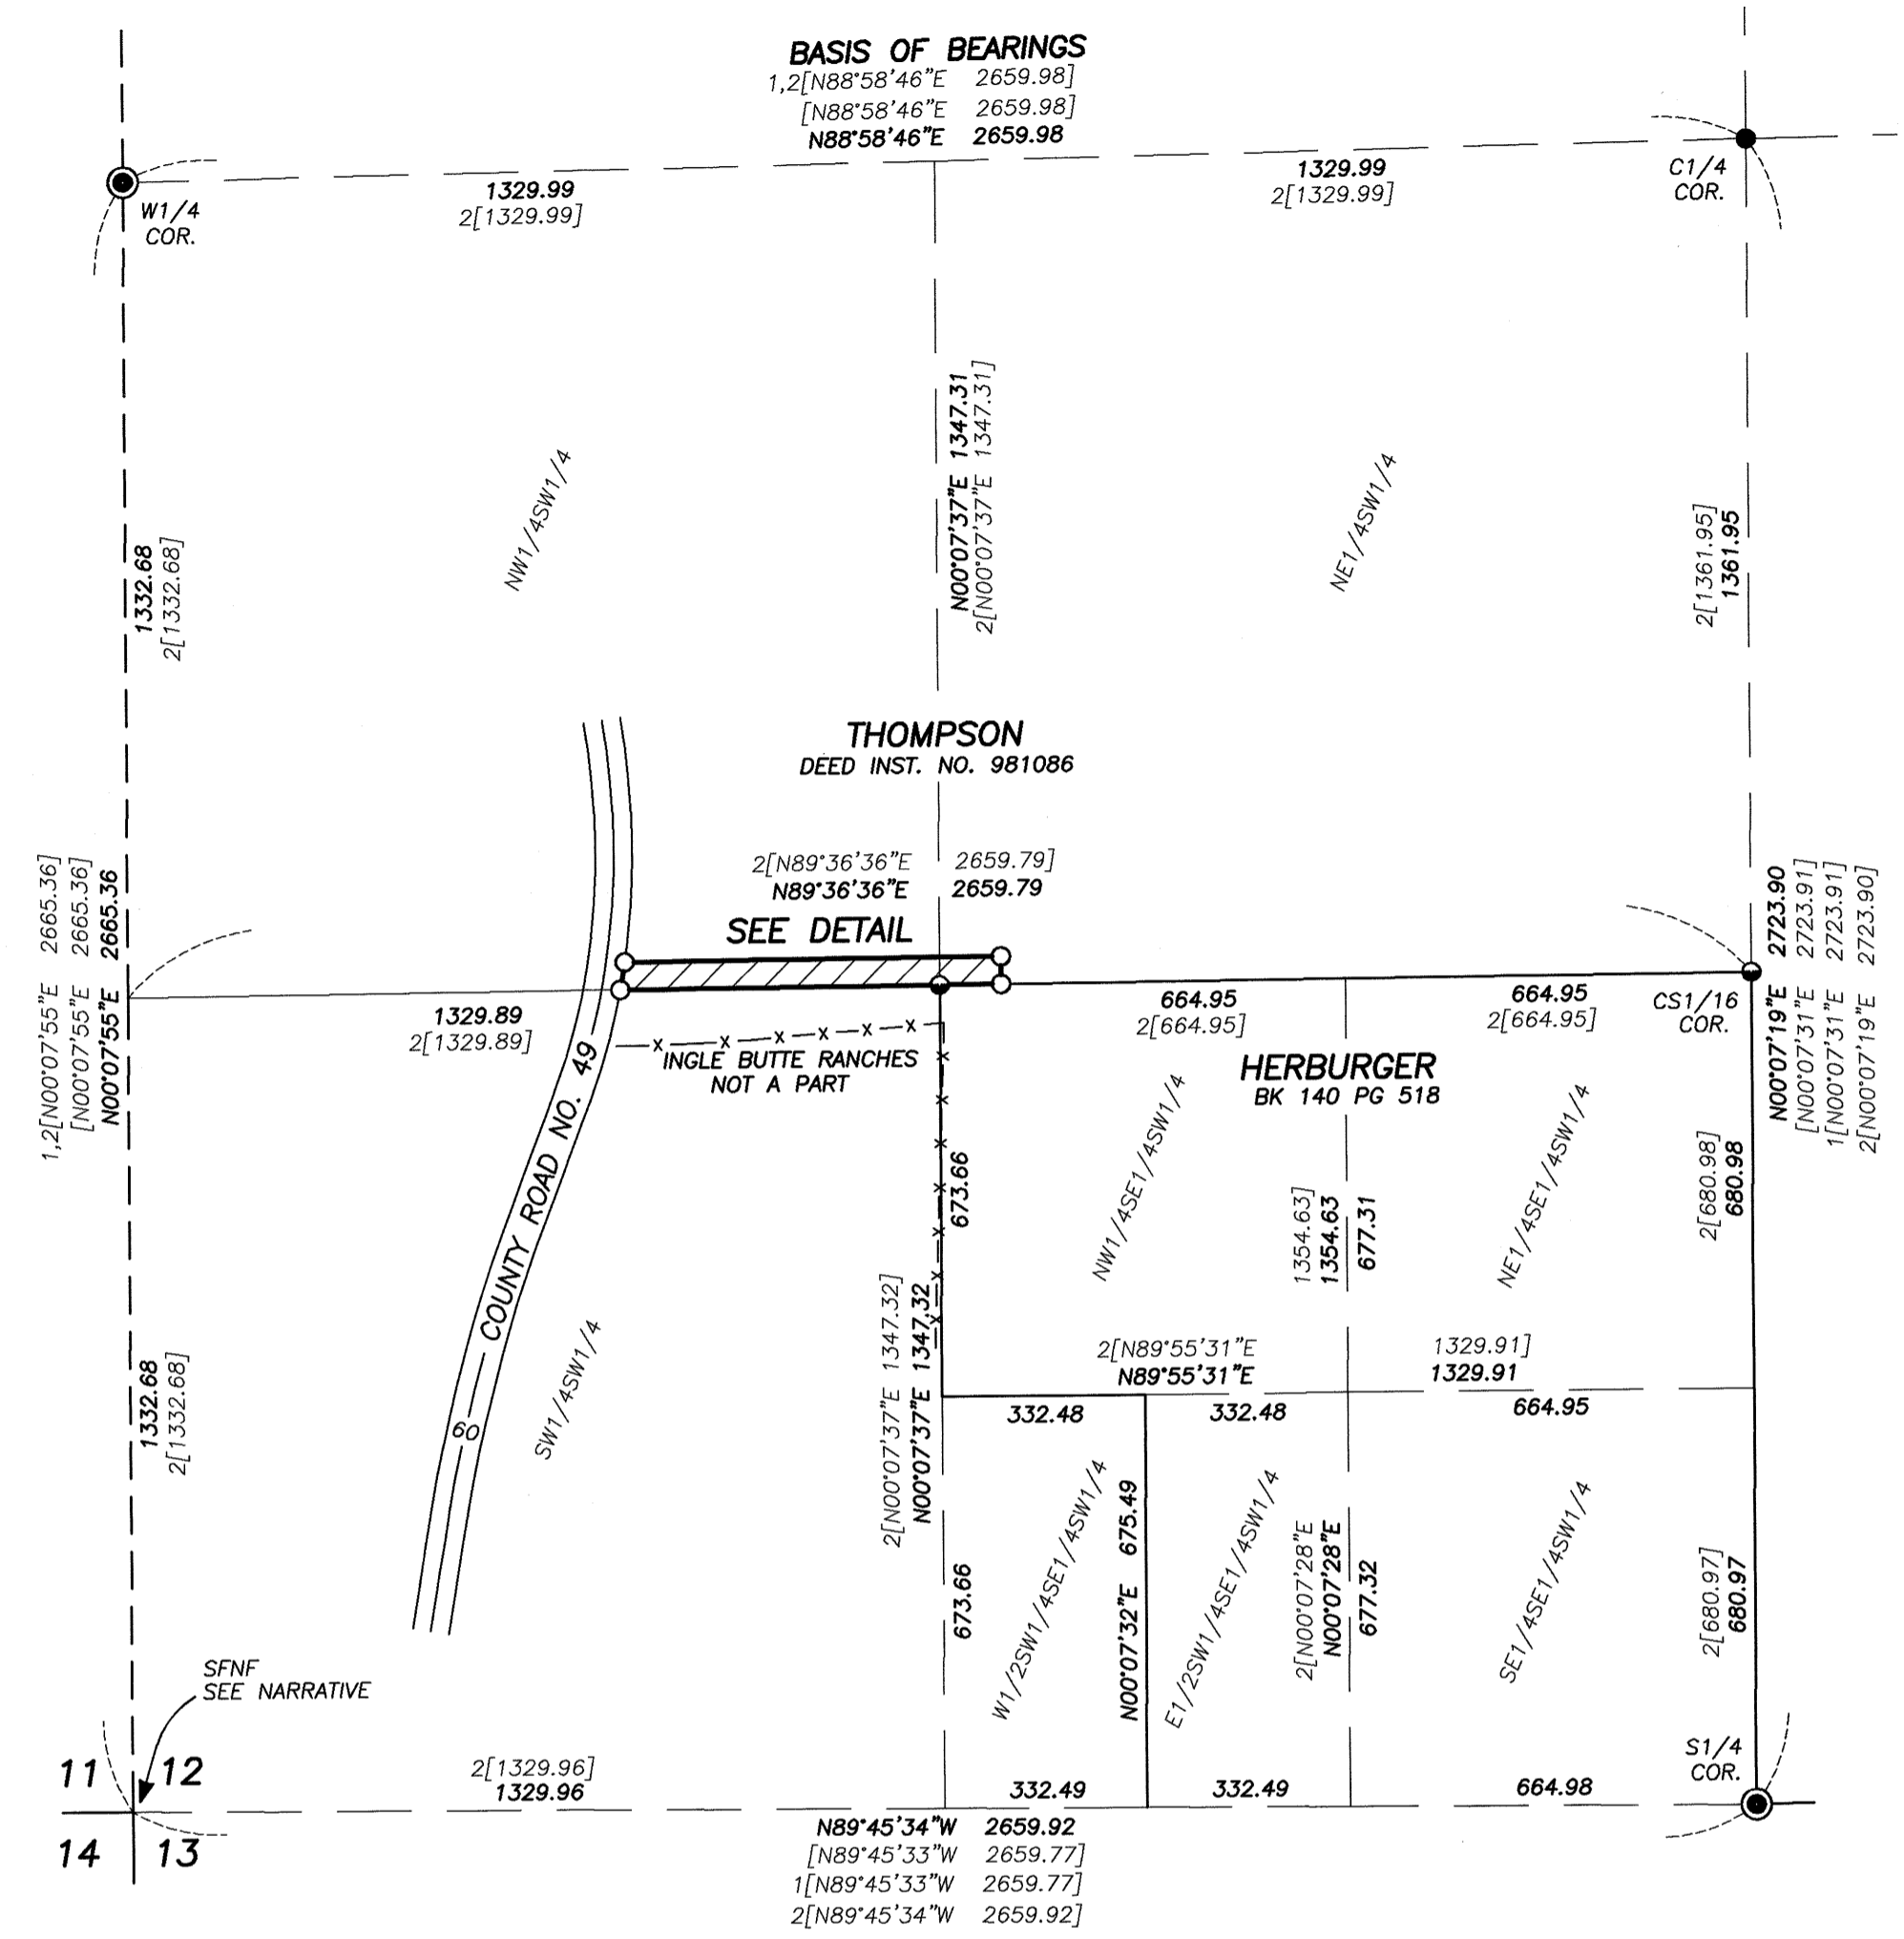 BASIS OF BEARINGS
1,2[N88°58'46"E 2659.98]
[N88°58'46"E 2659.98]
N88°58'46"E 2659.98
W1/4
COR.
1329.99
2[1329.99]
1329.99
2[1329.99]
C1/4
COR.
NW1/4SW1/4
N00°07'37"E 1347.31
2[N00°07'37"E 1347.31]
NE1/4SW1/4
1332.68
2[1332.68]
2[1361.95]
1361.95
THOMPSON
DEED INST. NO. 981086
2[N89°36'36"E 2659.79]
N89°36'36"E 2659.79
SEE DETAIL
1,2[N00°07'55"E 2665.36]
[N00°07'55"E 2665.36]
N00°07'55"E 2665.36
1329.89
2[1329.89]
664.95
2[664.95]
664.95
2[664.95]
CS1/16
COR.
N00°07'19"E 2723.90
[N00°07'31"E 2723.91]
1[N00°07'31"E 2723.91]
2[N00°07'19"E 2723.90]
INGLE BUTTE RANCHES
NOT A PART
HERBURGER
BK 140 PG 518
COUNTY ROAD NO. 49
60
673.66
NW1/4SE1/4SW1/4
1354.63]
1354.63
677.31
NE1/4SE1/4SW1/4
2[680.98]
680.98
2[N00°07'37"E 1347.32]
N00°07'37"E 1347.32
2[N89°55'31"E 1329.91]
N89°55'31"E 1329.91
332.48
332.48
664.95
1332.68
2[1332.68]
SW1/4SW1/4
673.66
W1/2SW1/4SE1/4SW1/4
N00°07'32"E 675.49
E1/2SW1/4SE1/4SW1/4
2[N00°07'28"E
N00°07'28"E
677.32
SE1/4SE1/4SW1/4
2[680.97]
680.97
SFNF
SEE NARRATIVE
11
12
14
13
2[1329.96]
1329.96
332.49
332.49
664.98
S1/4
COR.
N89°45'34"W 2659.92
[N89°45'33"W 2659.77]
1[N89°45'33"W 2659.77]
2[N89°45'34"W 2659.92]